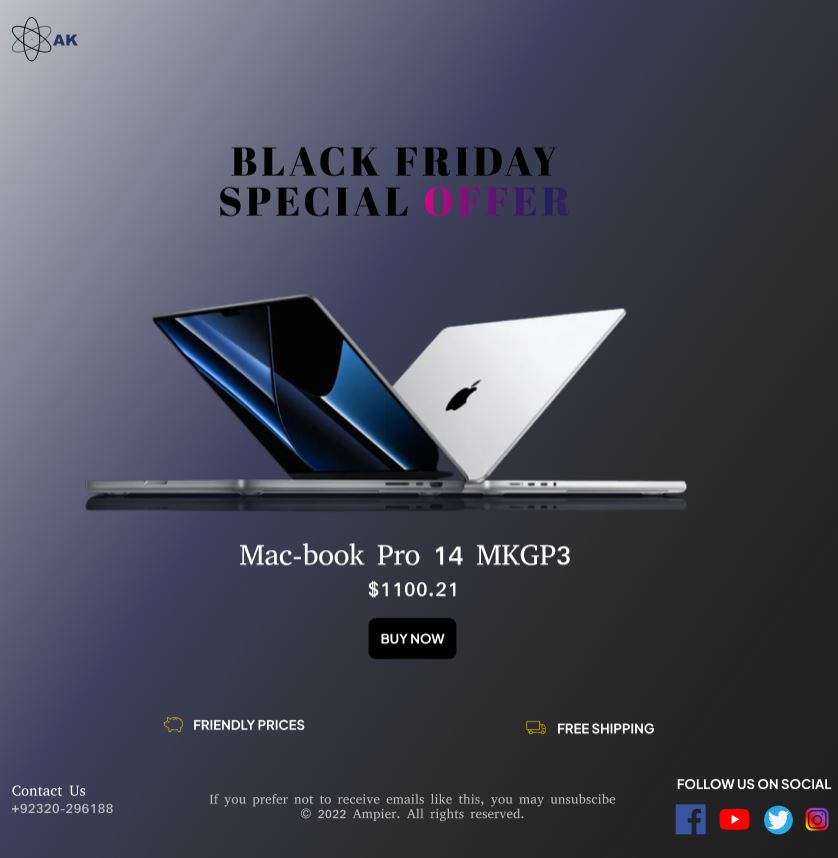 AK
BLACK FRIDAY
SPECIAL OFFER
Mac-book Pro 14 MKGP3
$1100.21
BUY NOW
FRIENDLY PRICES
FREE SHIPPING
Contact Us
+92320-296188
If you prefer not to receive emails like this, you may unsubscibe
© 2022 Ampier. All rights reserved.
FOLLOW US ON SOCIAL